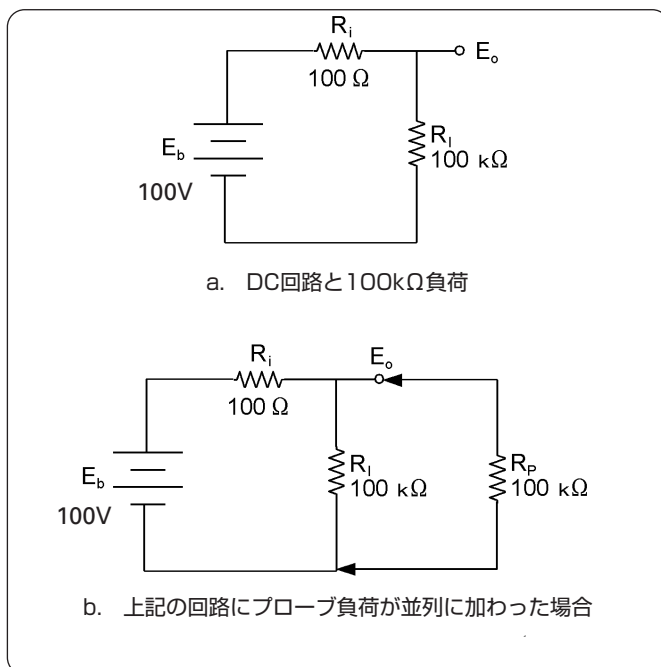 Ri
100 Ω
Eo
Eb
100V
Rl
100 kΩ
a. DC回路と100kΩ負荷
Ri
100 Ω
Eo
Eb
100V
Rl
100 kΩ
RP
100 kΩ
b. 上記の回路にプローブ負荷が並列に加わった場合